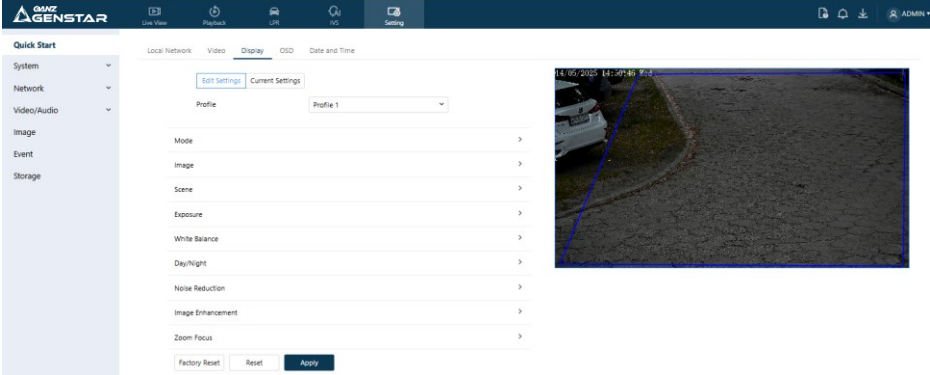 GANZ
AGENSTAR
Live View
Playback
LPR
IVS
Setting
ADMIN
Quick Start
System
Network
Video/Audio
Image
Event
Storage
Local Network Video Display OSD Date and Time
Edit Settings Current Settings
Profile Profile 1
Mode
Image
Scene
Exposure
White Balance
Day/Night
Noise Reduction
Image Enhancement
Zoom Focus
Factory Reset Reset Apply
14/05/2025 14:50:46 Wed